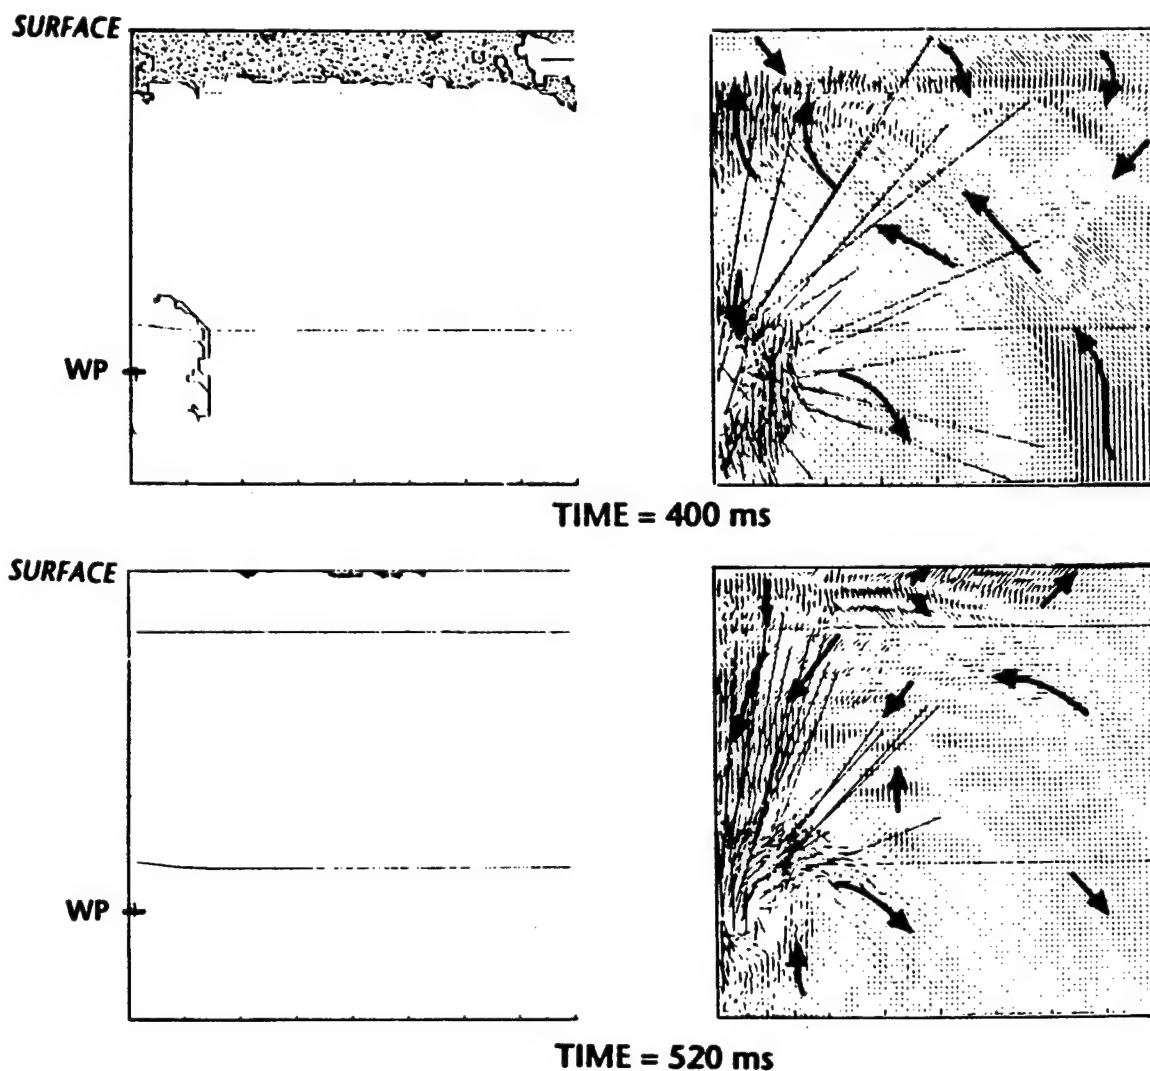 SURFACE
WP
TIME = 400 ms
SURFACE
WP
TIME = 520 ms